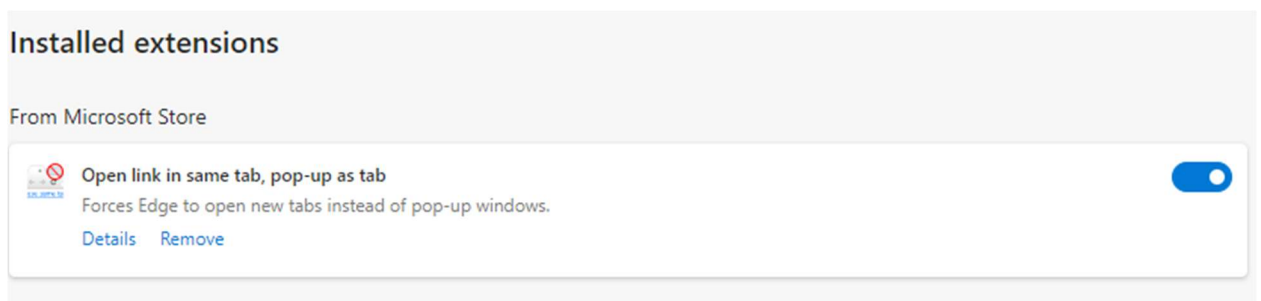 Installed extensions
From Microsoft Store
Open link in same tab, pop-up as tab
Forces Edge to open new tabs instead of pop-up windows.
Details Remove